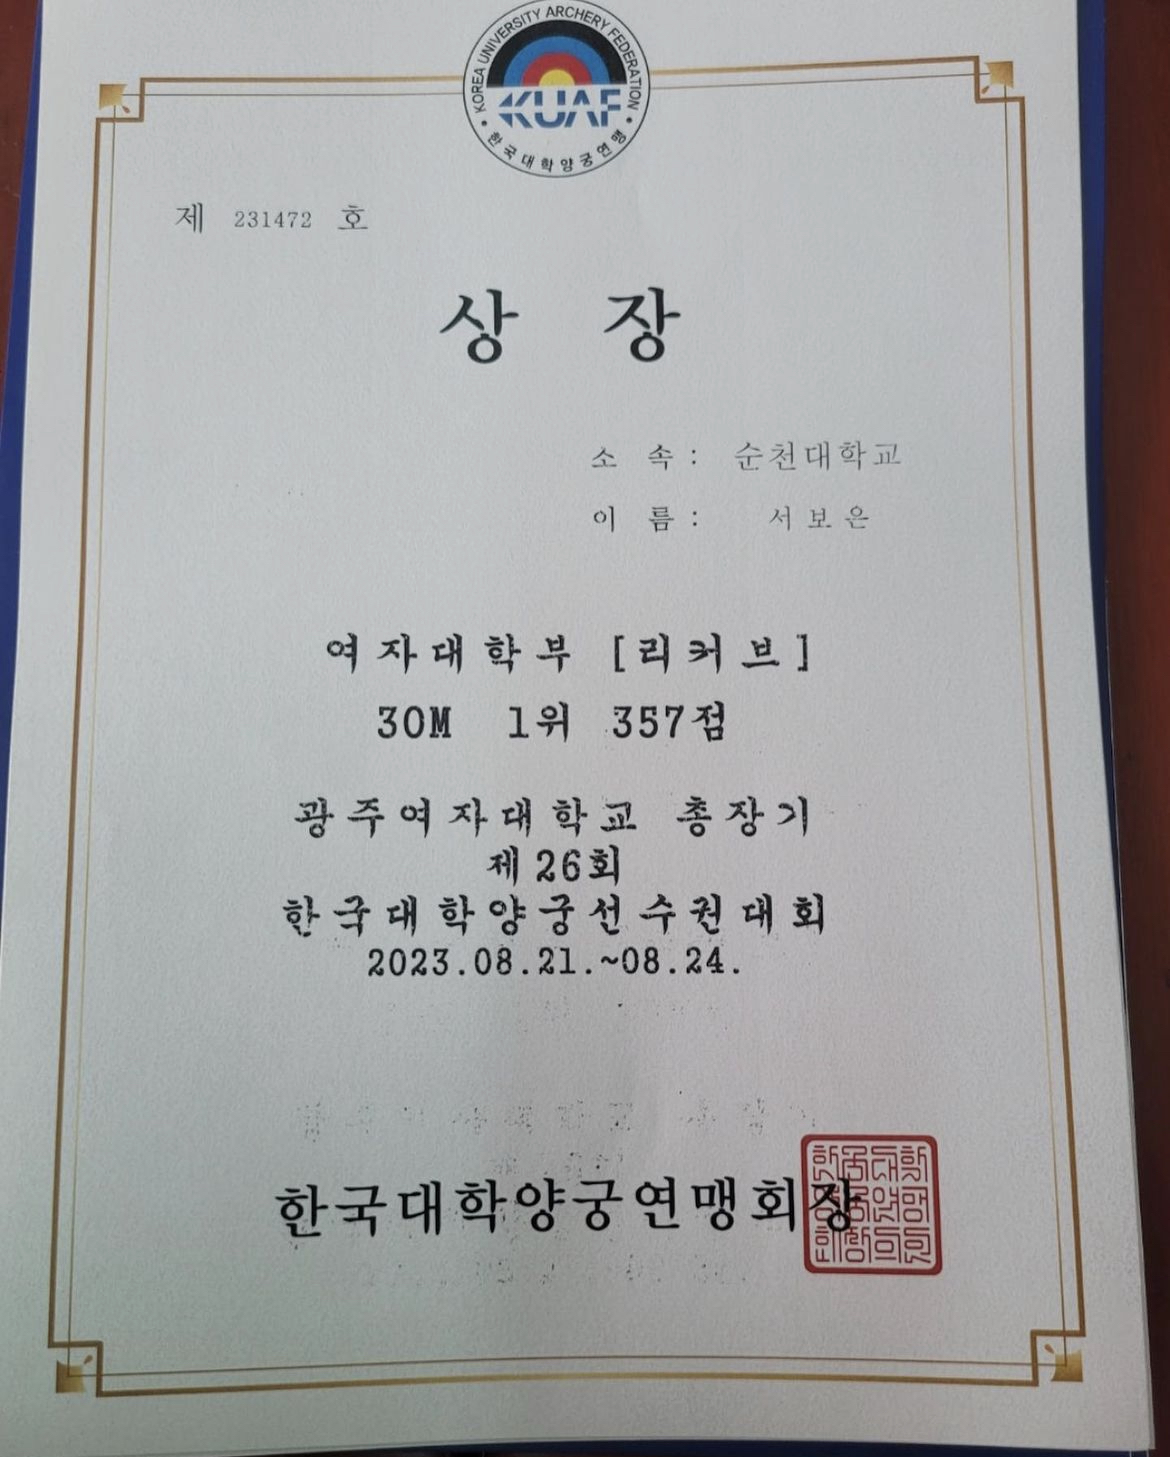 KOREA UNIVERSITY ARCHERY FEDERATION
KUAF
한국대학양궁연맹
제 231472 호
상 장
소 속 : 순천대학교
이 름 : 서보은
여자대학부 [리커브]
30M 1위 357점
광주여자대학교 총장기
제26회
한국대학양궁선수권대회
2023.08.21.~08.24.
한국대학양궁연맹회장